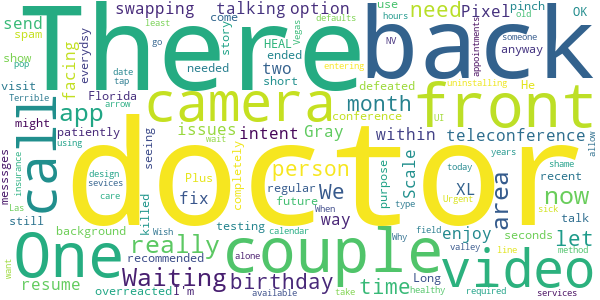 swapping talking option
send There back
spam
old
need Pixel pinch OK
use hours
facing everydsy
HEAL come story
least defaults Vegas
pop show needed ended two
camera
NV someone appointments
go
visit Florida short
defeated anyway
call app month front
tap date arrow
Terrible
might patiently issues intent Gray
conference
within teleconference UI
messsges using wait
doctor
seeing
insurance person
fix Plus completely We
Scale XL
purpose recent
today years shame allow
uninstalling entering
design sevices care
regular future When
type Urgent sick
area now
killed way
One really couple
still background testing
Wish calendar
enjoy seconds let
field Why talk
recommended
Las want
Waiting birthday time
alone
Long valley line method
video
resume overreacted I'm
available take
healthy required services
He